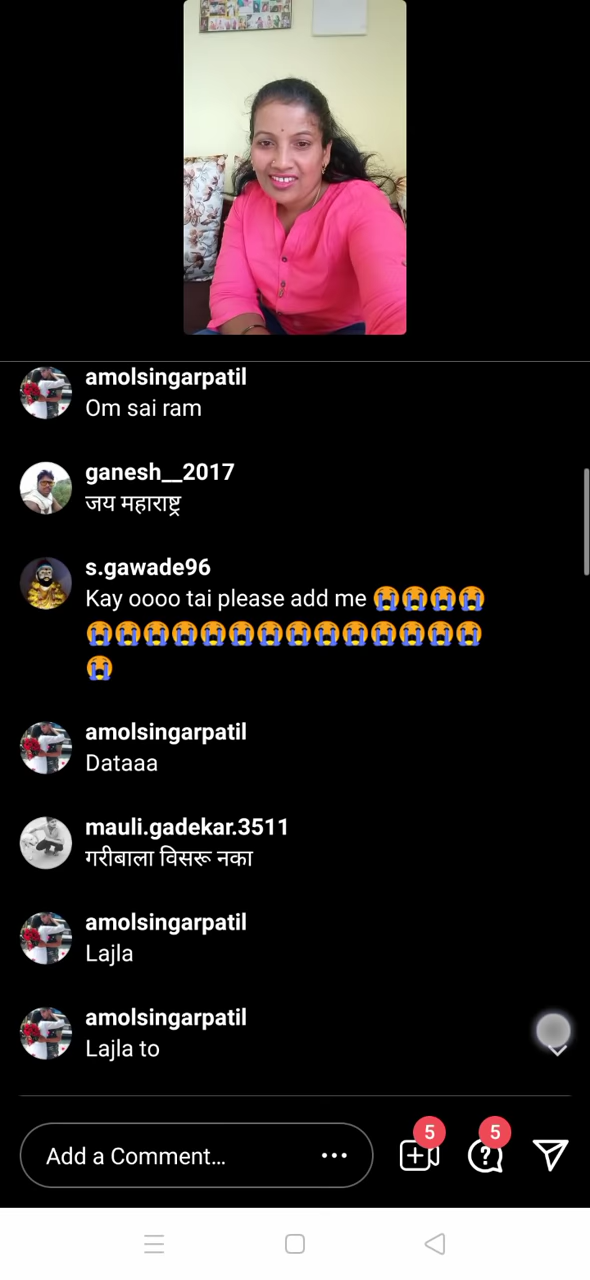 amolsingarpatil
Om sai ram
ganesh__2017
जय महाराष्ट्र
s.gawade96
Kay oooo tai please add me 😭😭😭😭
😭😭😭😭😭😭😭😭😭😭😭😭😭😭
😭
amolsingarpatil
Dataaa
mauli.gadekar.3511
गरीबाला विसरू नका
amolsingarpatil
Lajla
amolsingarpatil
Lajla to
Add a Comment...
5
5